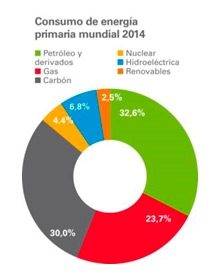 Consumo de energía
primaria mundial 2014
Petróleo y
derivados
Gas
Carbón
Nuclear
Hidroeléctrica
Renovables
2,5%
6,8%
4,4%
32,6%
30,0%
23,7%